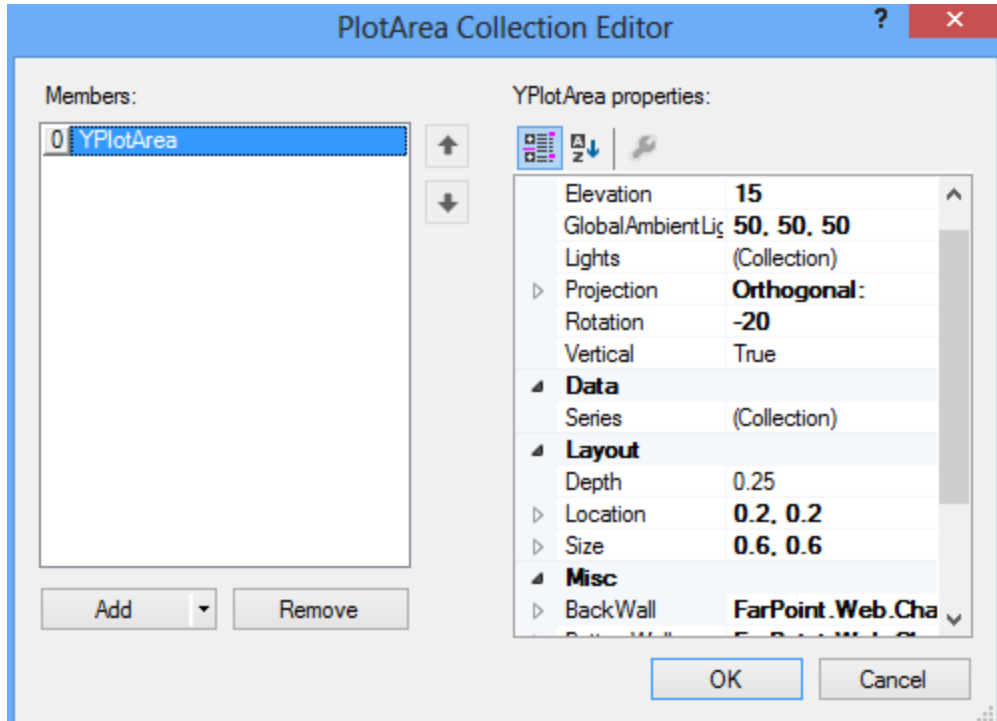 PlotArea Collection Editor ?
Members:
0 YPlotArea
Add
Remove
YPlotArea properties:
Elevation 15
GlobalAmbientLig 50, 50, 50
Lights (Collection)
Projection Orthogonal:
Rotation -20
Vertical True
Data
Series (Collection)
Layout
Depth 0.25
Location 0.2, 0.2
Size 0.6, 0.6
Misc
BackWall FarPoint.Web.Cha
OK
Cancel